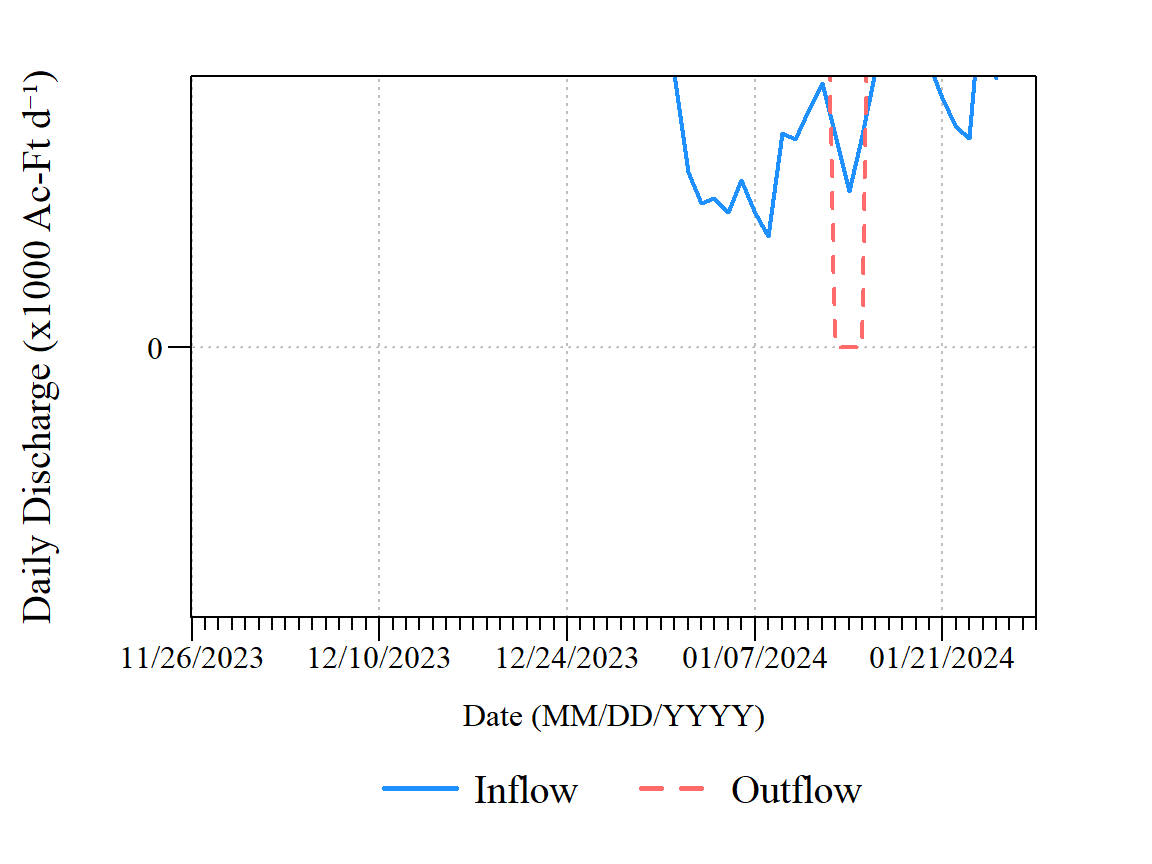 Daily Discharge (x1000 Ac-Ft d⁻¹)
0
11/26/2023 12/10/2023 12/24/2023 01/07/2024 01/21/2024
Date (MM/DD/YYYY)
Inflow Outflow